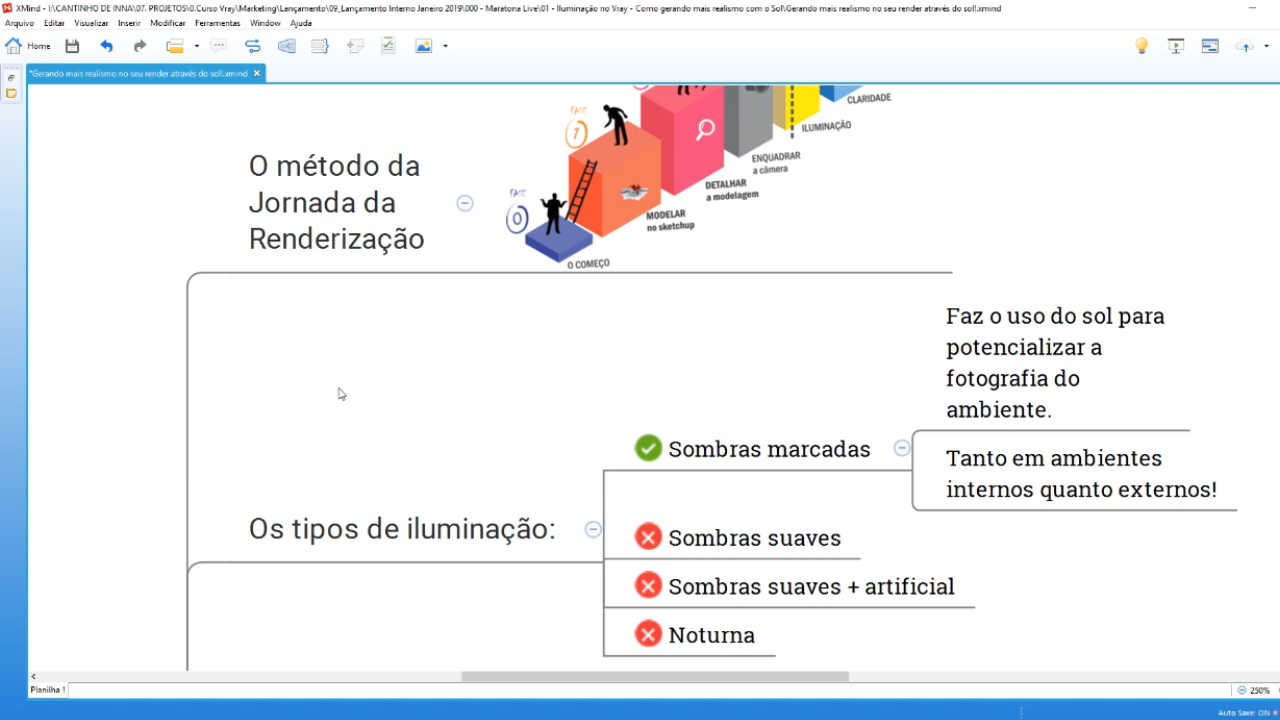 XMind - I:\CANTINHO DE INNA\07. PROJETOS\0.Curso Vray\Marketing\Lançamento\09_Lançamento Interno Janeiro 2019\000 - Maratona Live\01 - Iluminação no Vray - Como gerando mais realismo com o Sol\Gerando mais realismo no seu render através do sol!.xmind
Arquivo Editar Visualizar Inserir Modificar Ferramentas Window Ajuda
Home
*Gerando mais realismo no seu render através do sol!.xmind
CLARIDADE
ILUMINAÇÃO
ENQUADRAR
a câmera
DETALHAR
a modelagem
FASE
1
MODELAR
no sketchup
FASE
0
O COMEÇO
O método da
Jornada da
Renderização
Faz o uso do sol para
potencializar a
fotografia do
ambiente.
Sombras marcadas
Tanto em ambientes
internos quanto externos!
Os tipos de iluminação:
Sombras suaves
Sombras suaves + artificial
Noturna
Planilha 1
250%
Auto Save: ON